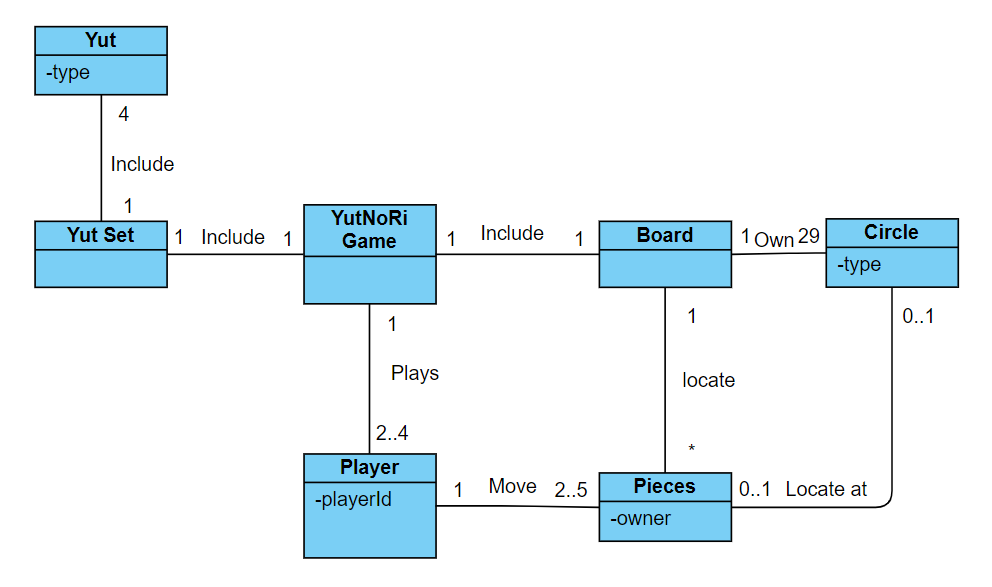 Yut
-type
4
Include
1
Yut Set
1 Include 1
YutNoRi
Game
1 Include 1
Board
1 Own 29
Circle
-type
1
Plays
2..4
1
locate
*
0..1
Player
-playerId
1 Move 2..5
Pieces
-owner
0..1 Locate at